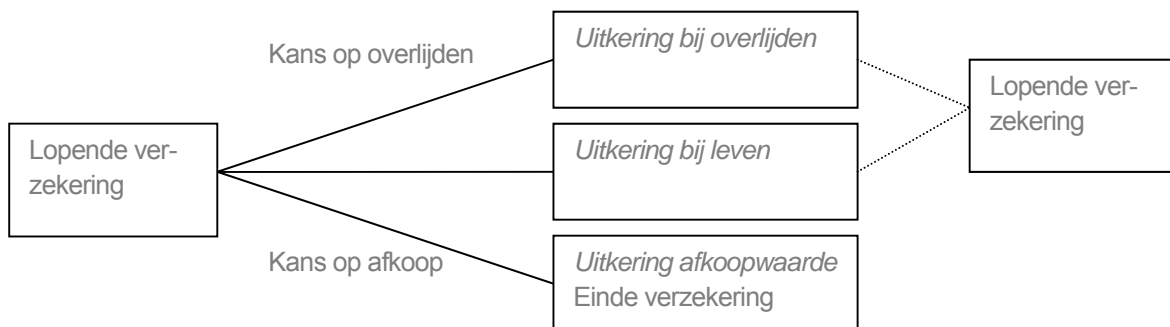 Kans op overlijden
Uitkering bij overlijden
Lopende ver-
zekering
Lopende ver-
zekering
Uitkering bij leven
Kans op afkoop
Uitkering afkoopwaarde
Einde verzekering